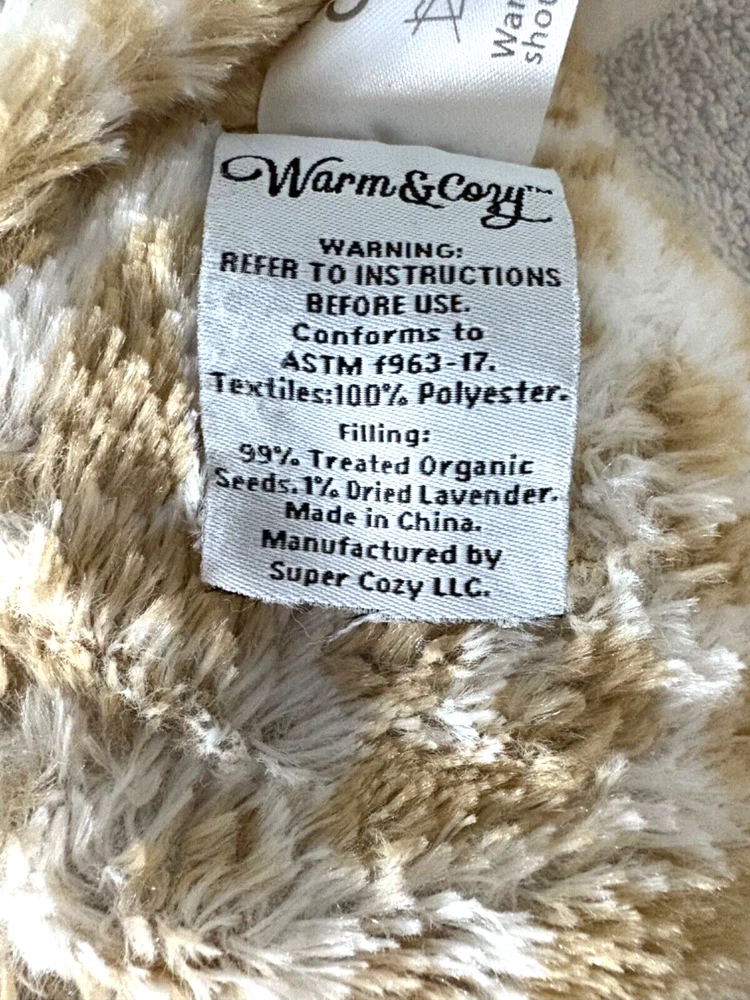 Warm&Cozy™
WARNING:
REFER TO INSTRUCTIONS
BEFORE USE.
Conforms to
ASTM f963-17.
Textiles:100% Polyester.
Filling:
99% Treated Organic
Seeds.1% Dried Lavender.
Made in China.
Manufactured by
Super Cozy LLC.